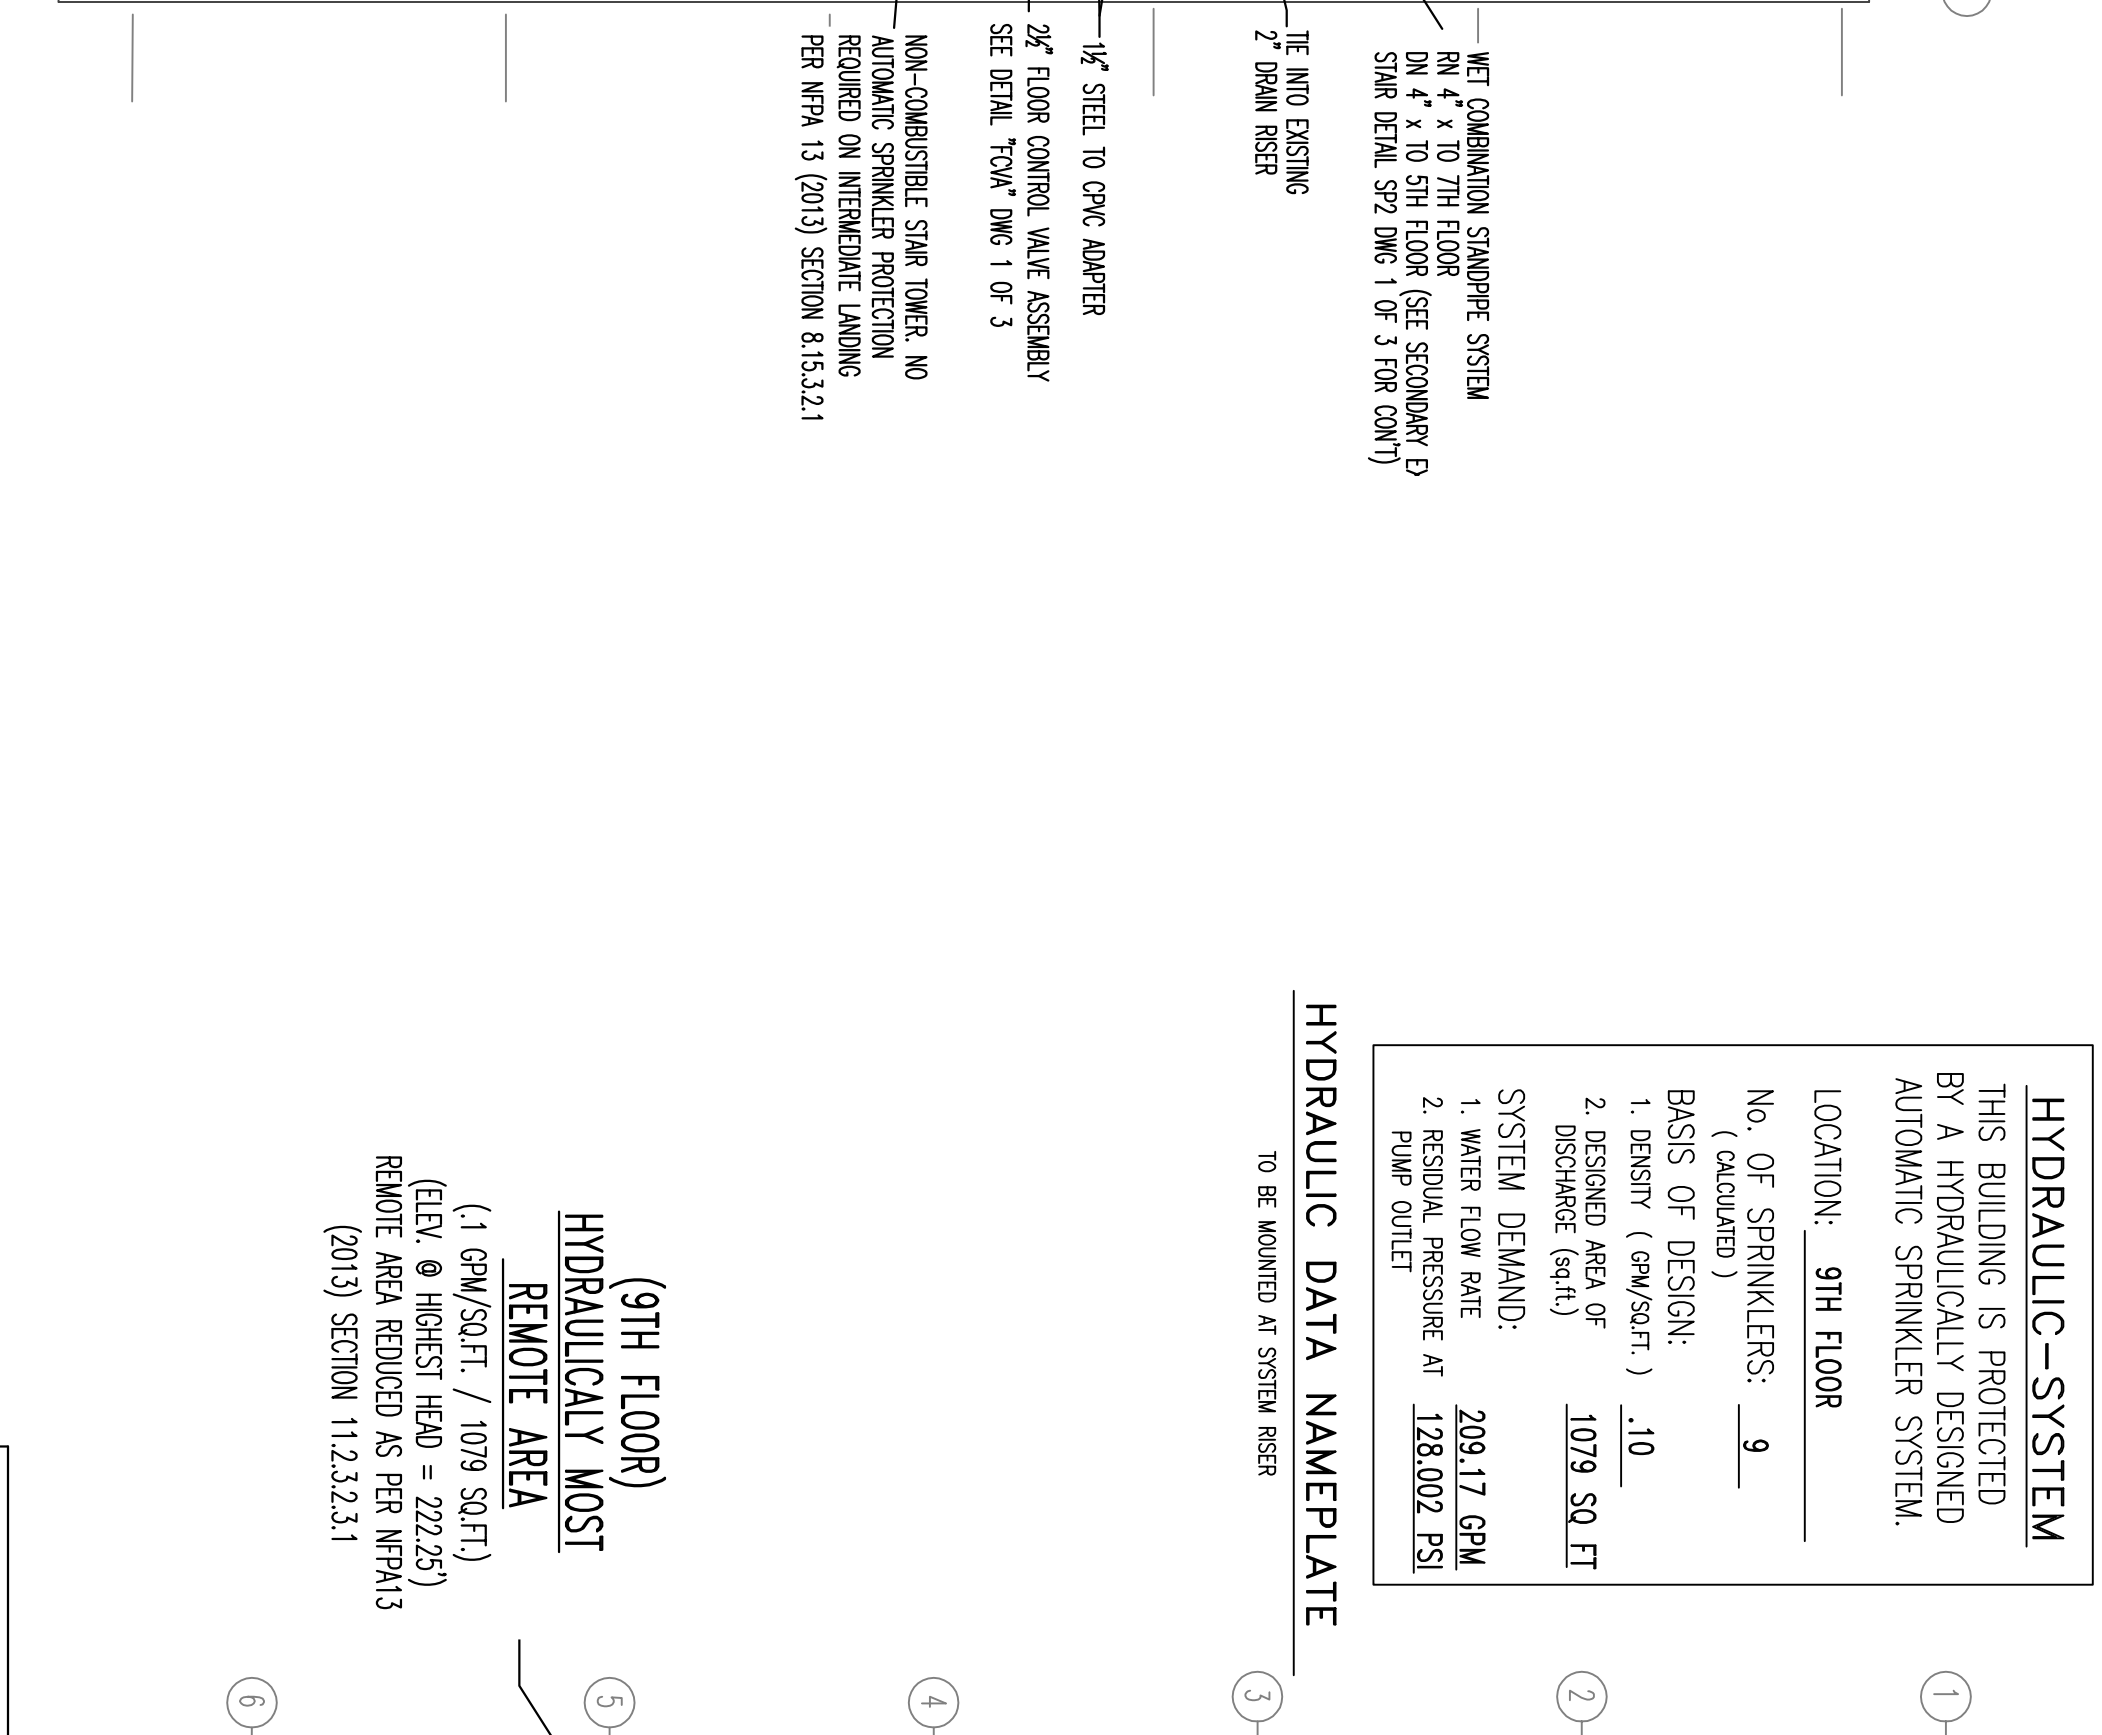 WET COMBINATION STANDPIPE SYSTEM
RN 4" x TO 7TH FLOOR
DN 4" x TO 5TH FLOOR (SEE SECONDARY
STAIR DETAIL SP2 DWG 1 OF 3 FOR CON'T)
TIE INTO EXISTING
2" DRAIN RISER
1½" STEEL TO CPVC ADAPTER
2½" FLOOR CONTROL VALVE ASSEMBLY
SEE DETAIL "FCVA" DWG 1 OF 3
NON-COMBUSTIBLE STAIR TOWER. NO
AUTOMATIC SPRINKLER PROTECTION
REQUIRED ON INTERMEDIATE LANDING
PER NFPA 13 (2013) SECTION 8.15.3.2.1
HYDRAULIC-SYSTEM
THIS BUILDING IS PROTECTED
BY A HYDRAULICALLY DESIGNED
AUTOMATIC SPRINKLER SYSTEM.
LOCATION: 9TH FLOOR
No. OF SPRINKLERS: 9
( CALCULATED )
BASIS OF DESIGN:
1. DENSITY ( GPM/SQ.FT. ) .10
2. DESIGNED AREA OF
DISCHARGE (sq.ft.) 1079 SQ FT
SYSTEM DEMAND:
1. WATER FLOW RATE 209.17 GPM
2. RESIDUAL PRESSURE AT 128.002 PSI
PUMP OUTLET
HYDRAULIC DATA NAMEPLATE
TO BE MOUNTED AT SYSTEM RISER
(9TH FLOOR)
HYDRAULICALY MOST
REMOTE AREA
(.1 GPM/SQ.FT. / 1079 SQ.FT.)
(ELEV. @ HIGHEST HEAD = 222.25')
REMOTE AREA REDUCED AS PER NFPA13
(2013) SECTION 11.2.3.2.3.1
1
2
3
4
5
6